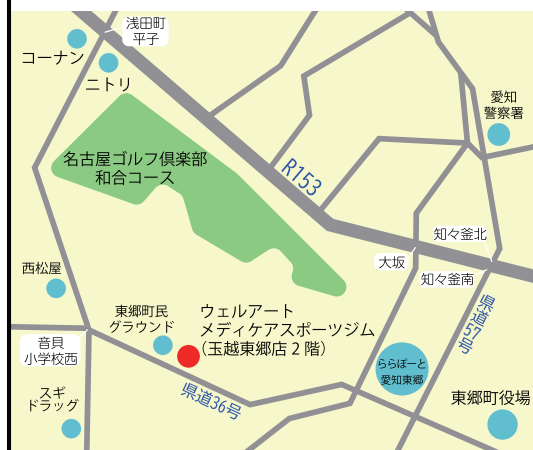 浅田町
平子
コーナン
ニトリ
愛知
警察署
名古屋ゴルフ倶楽部
和合コース
R153
知々釜北
大坂
知々釜南
西松屋
東郷町民
グラウンド
ウェルアート
メディケアスポーツジム
(玉越東郷店2階)
県道57号
音貝
小学校西
ららぽーと
愛知東郷
県道36号
スギ
ドラッグ
東郷町役場